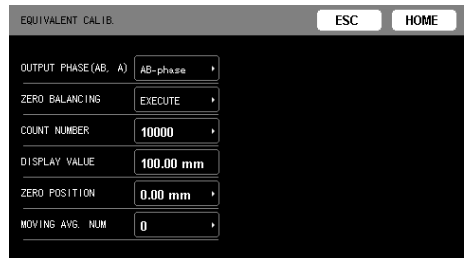 EQUIVALENT CALIB. ESC HOME
OUTPUT PHASE(AB, A) AB-phase
ZERO BALANCING EXECUTE
COUNT NUMBER 10000
DISPLAY VALUE 100.00 mm
ZERO POSITION 0.00 mm
MOVING AVG. NUM 0